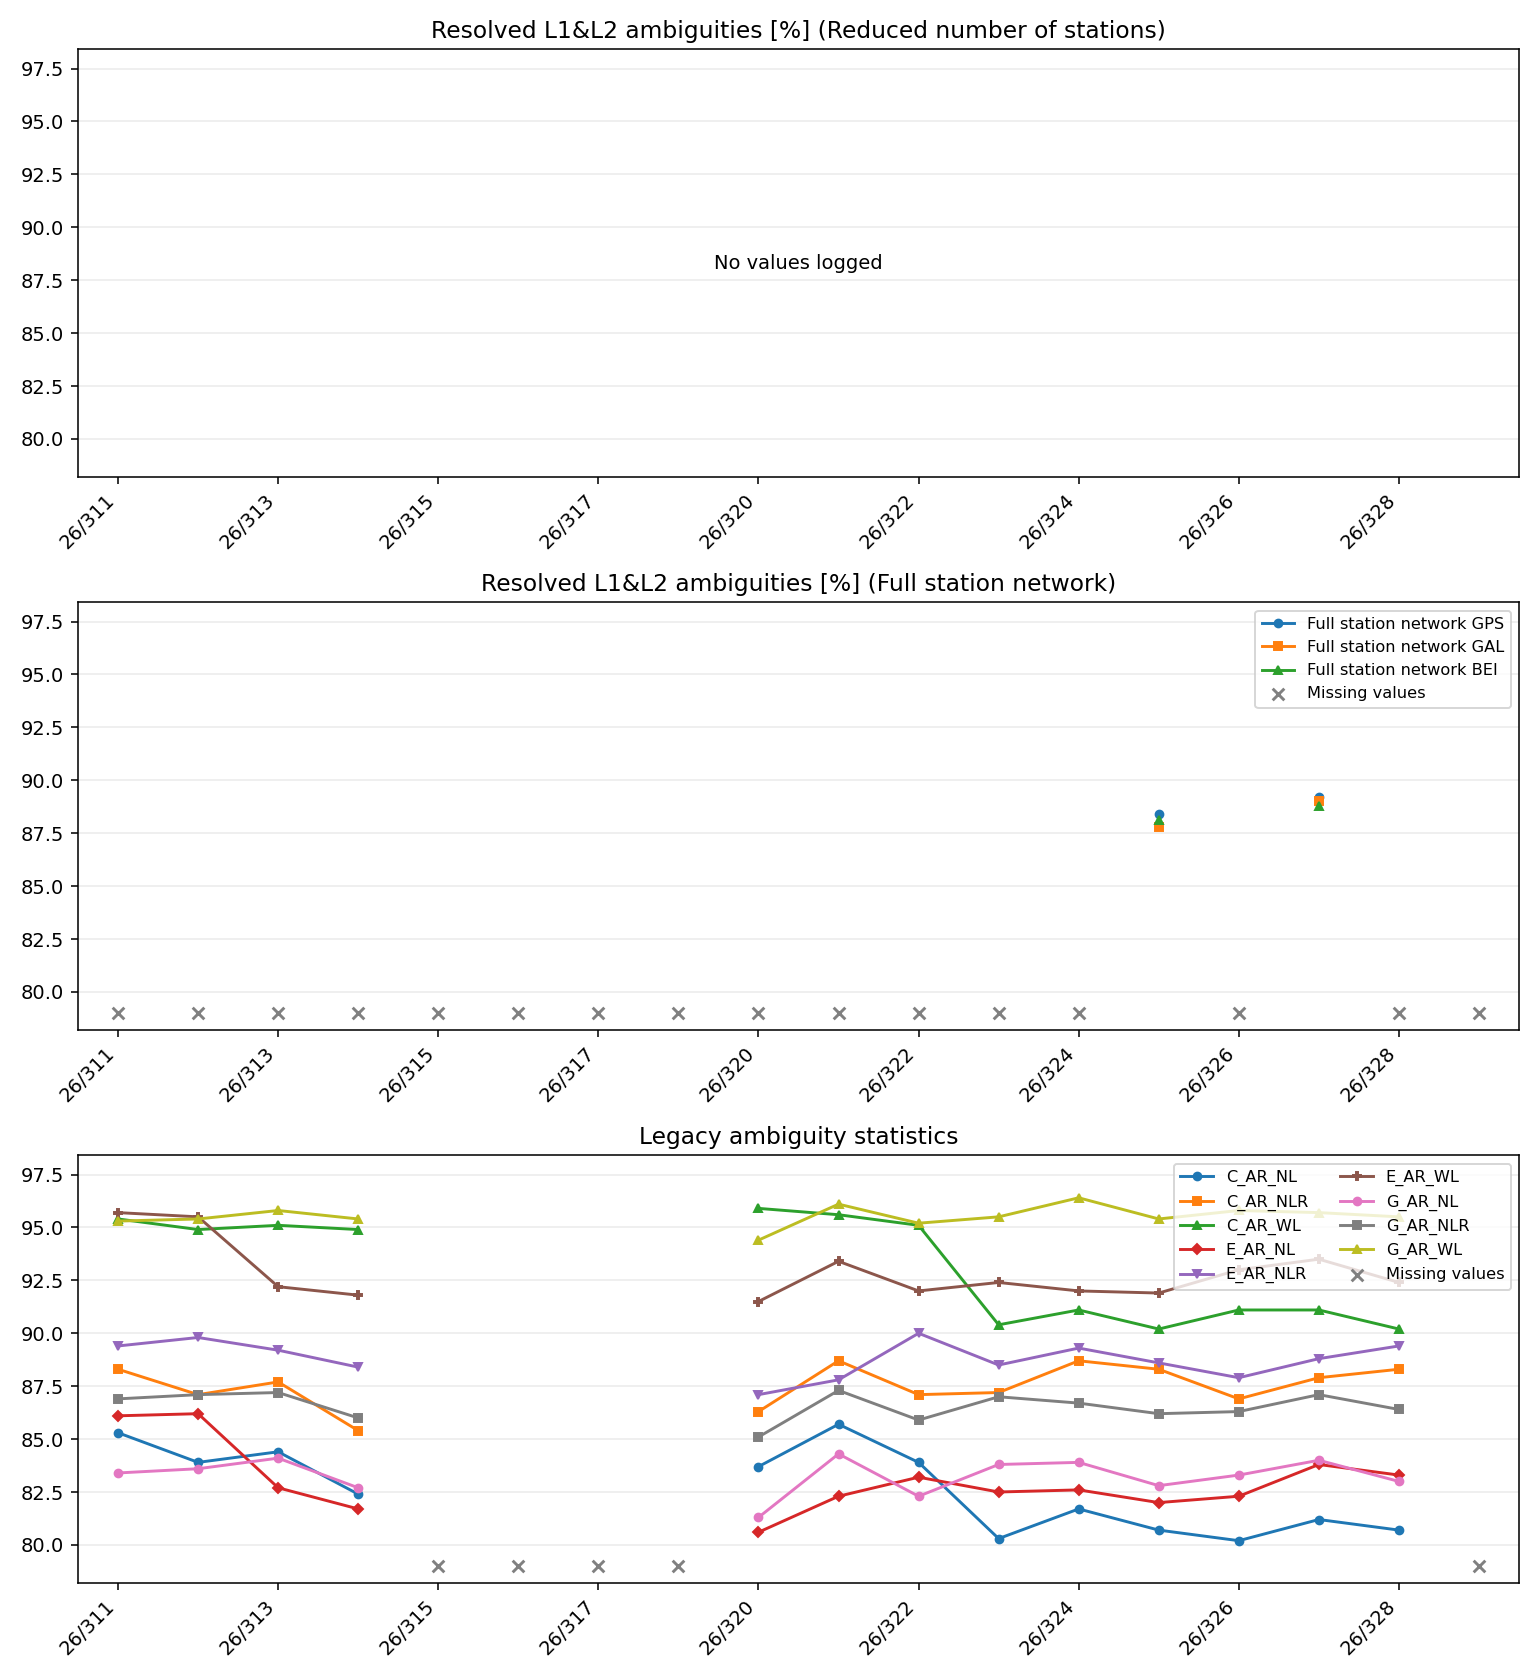 Resolved L1&L2 ambiguities [%] (Reduced number of stations)
97.5
95.0
92.5
90.0
No values logged
87.5
85.0
82.5
80.0
26/311 26/313 26/315 26/317 26/320 26/322 26/324 26/326 26/328
Resolved L1&L2 ambiguities [%] (Full station network)
97.5
95.0
92.5
90.0
87.5
85.0
82.5
80.0
Full station network GPS
Full station network GAL
Full station network BEI
Missing values
26/311 26/313 26/315 26/317 26/320 26/322 26/324 26/326 26/328
Legacy ambiguity statistics
97.5
95.0
92.5
90.0
87.5
85.0
82.5
80.0
C_AR_NL
C_AR_NLR
C_AR_WL
E_AR_NL
E_AR_NLR
E_AR_WL
G_AR_NL
G_AR_NLR
G_AR_WL
Missing values
26/311 26/313 26/315 26/317 26/320 26/322 26/324 26/326 26/328